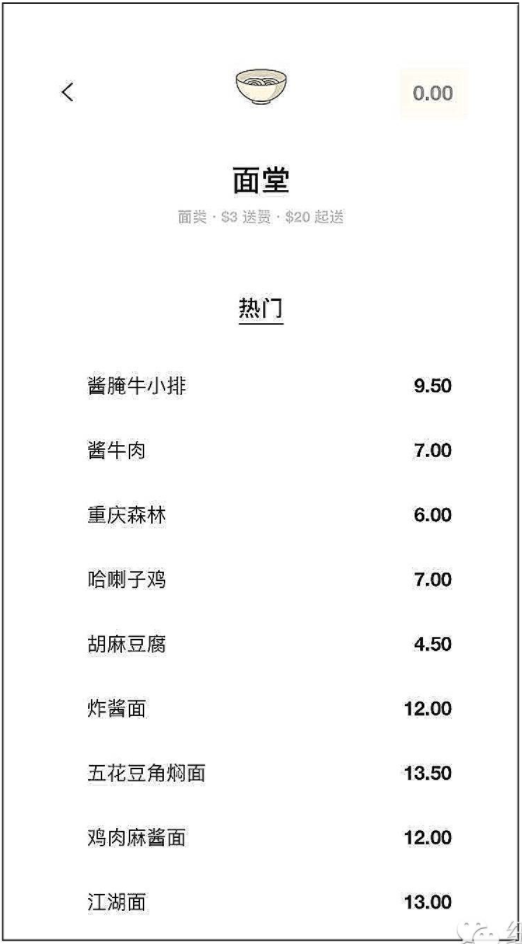 0.00
面堂
面类 · $3 送赞 · $20 起送
热门
酱腌牛小排 9.50
酱牛肉 7.00
重庆森林 6.00
哈喇子鸡 7.00
胡麻豆腐 4.50
炸酱面 12.00
五花豆角焖面 13.50
鸡肉麻酱面 12.00
江湖面 13.00